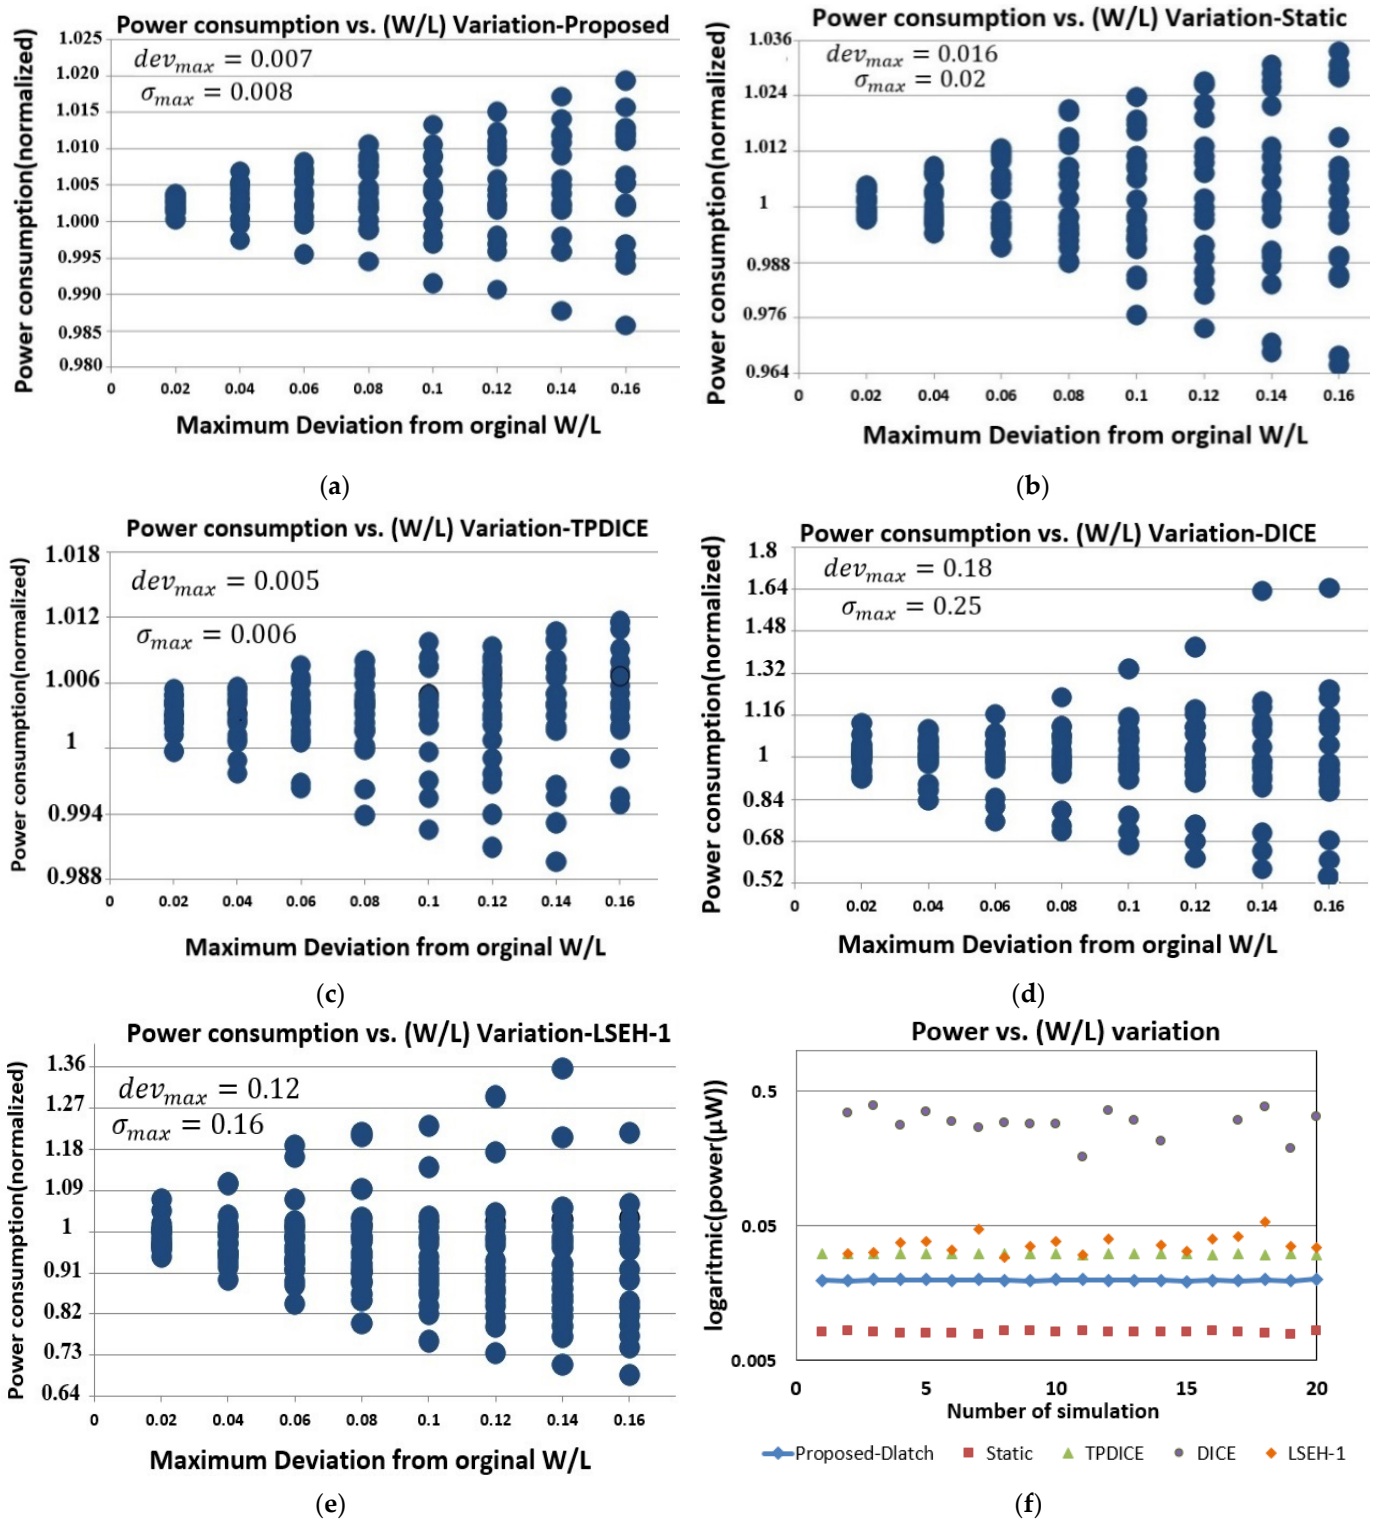 Power consumption vs. (W/L) Variation-Proposed
Power consumption(normalized)
dev_max = 0.007
σ_max = 0.008
1.025
1.020
1.015
1.010
1.005
1.000
0.995
0.990
0.985
0.980
0 0.02 0.04 0.06 0.08 0.1 0.12 0.14 0.16
Maximum Deviation from orginal W/L
(a)
Power consumption vs. (W/L) Variation-Static
Power consumption(normalized)
dev_max = 0.016
σ_max = 0.02
1.036
1.024
1.012
1
0.988
0.976
0.964
0 0.02 0.04 0.06 0.08 0.1 0.12 0.14 0.16
Maximum Deviation from orginal W/L
(b)
Power consumption vs. (W/L) Variation-TPDICE
Power consumption(normalized)
dev_max = 0.005
σ_max = 0.006
1.018
1.012
1.006
1
0.994
0.988
0 0.02 0.04 0.06 0.08 0.1 0.12 0.14 0.16
Maximum Deviation from orginal W/L
(c)
Power consumption vs. (W/L) Variation-DICE
Power consumption(normalized)
dev_max = 0.18
σ_max = 0.25
1.8
1.64
1.48
1.32
1.16
1
0.84
0.68
0.52
0 0.02 0.04 0.06 0.08 0.1 0.12 0.14 0.16
Maximum Deviation from orginal W/L
(d)
Power consumption vs. (W/L) Variation-LSEH-1
Power consumption(normalized)
dev_max = 0.12
σ_max = 0.16
1.36
1.27
1.18
1.09
1
0.91
0.82
0.73
0.64
0 0.02 0.04 0.06 0.08 0.1 0.12 0.14 0.16
Maximum Deviation from orginal W/L
(e)
Power vs. (W/L) variation
logaritmic(power(μW))
0.5
0.05
0.005
0 5 10 15 20
Number of simulation
Proposed-Dlatch Static TPDICE DICE LSEH-1
(f)